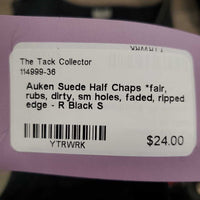 The Tack Collector
114999-36
Auken Suede Half Chaps *fair,
rubs, dirty, sm holes, faded, ripped
edge - R Black S
YTRWRK
$24.00